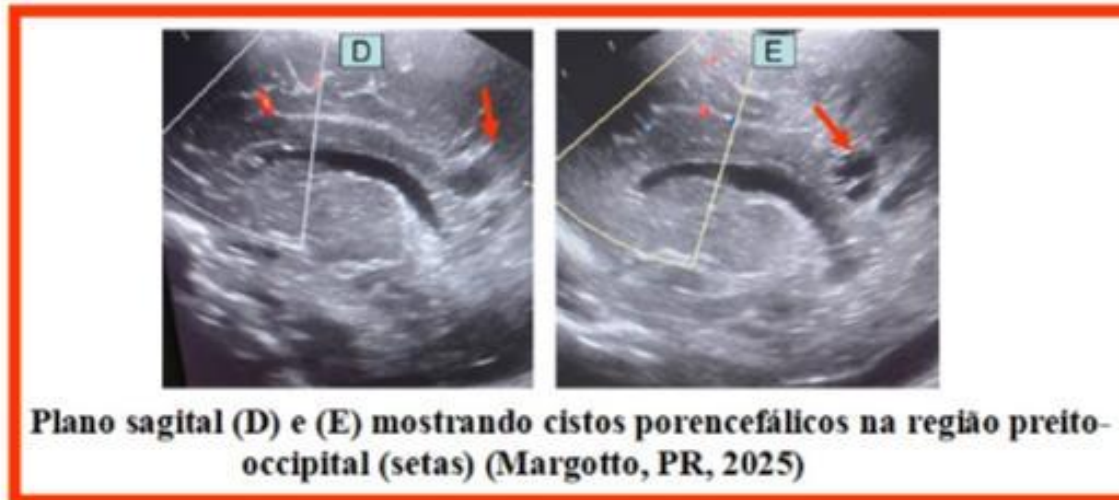 D
E
Plano sagital (D) e (E) mostrando cistos porencefálicos na região preito-
occipital (setas) (Margotto, PR, 2025)